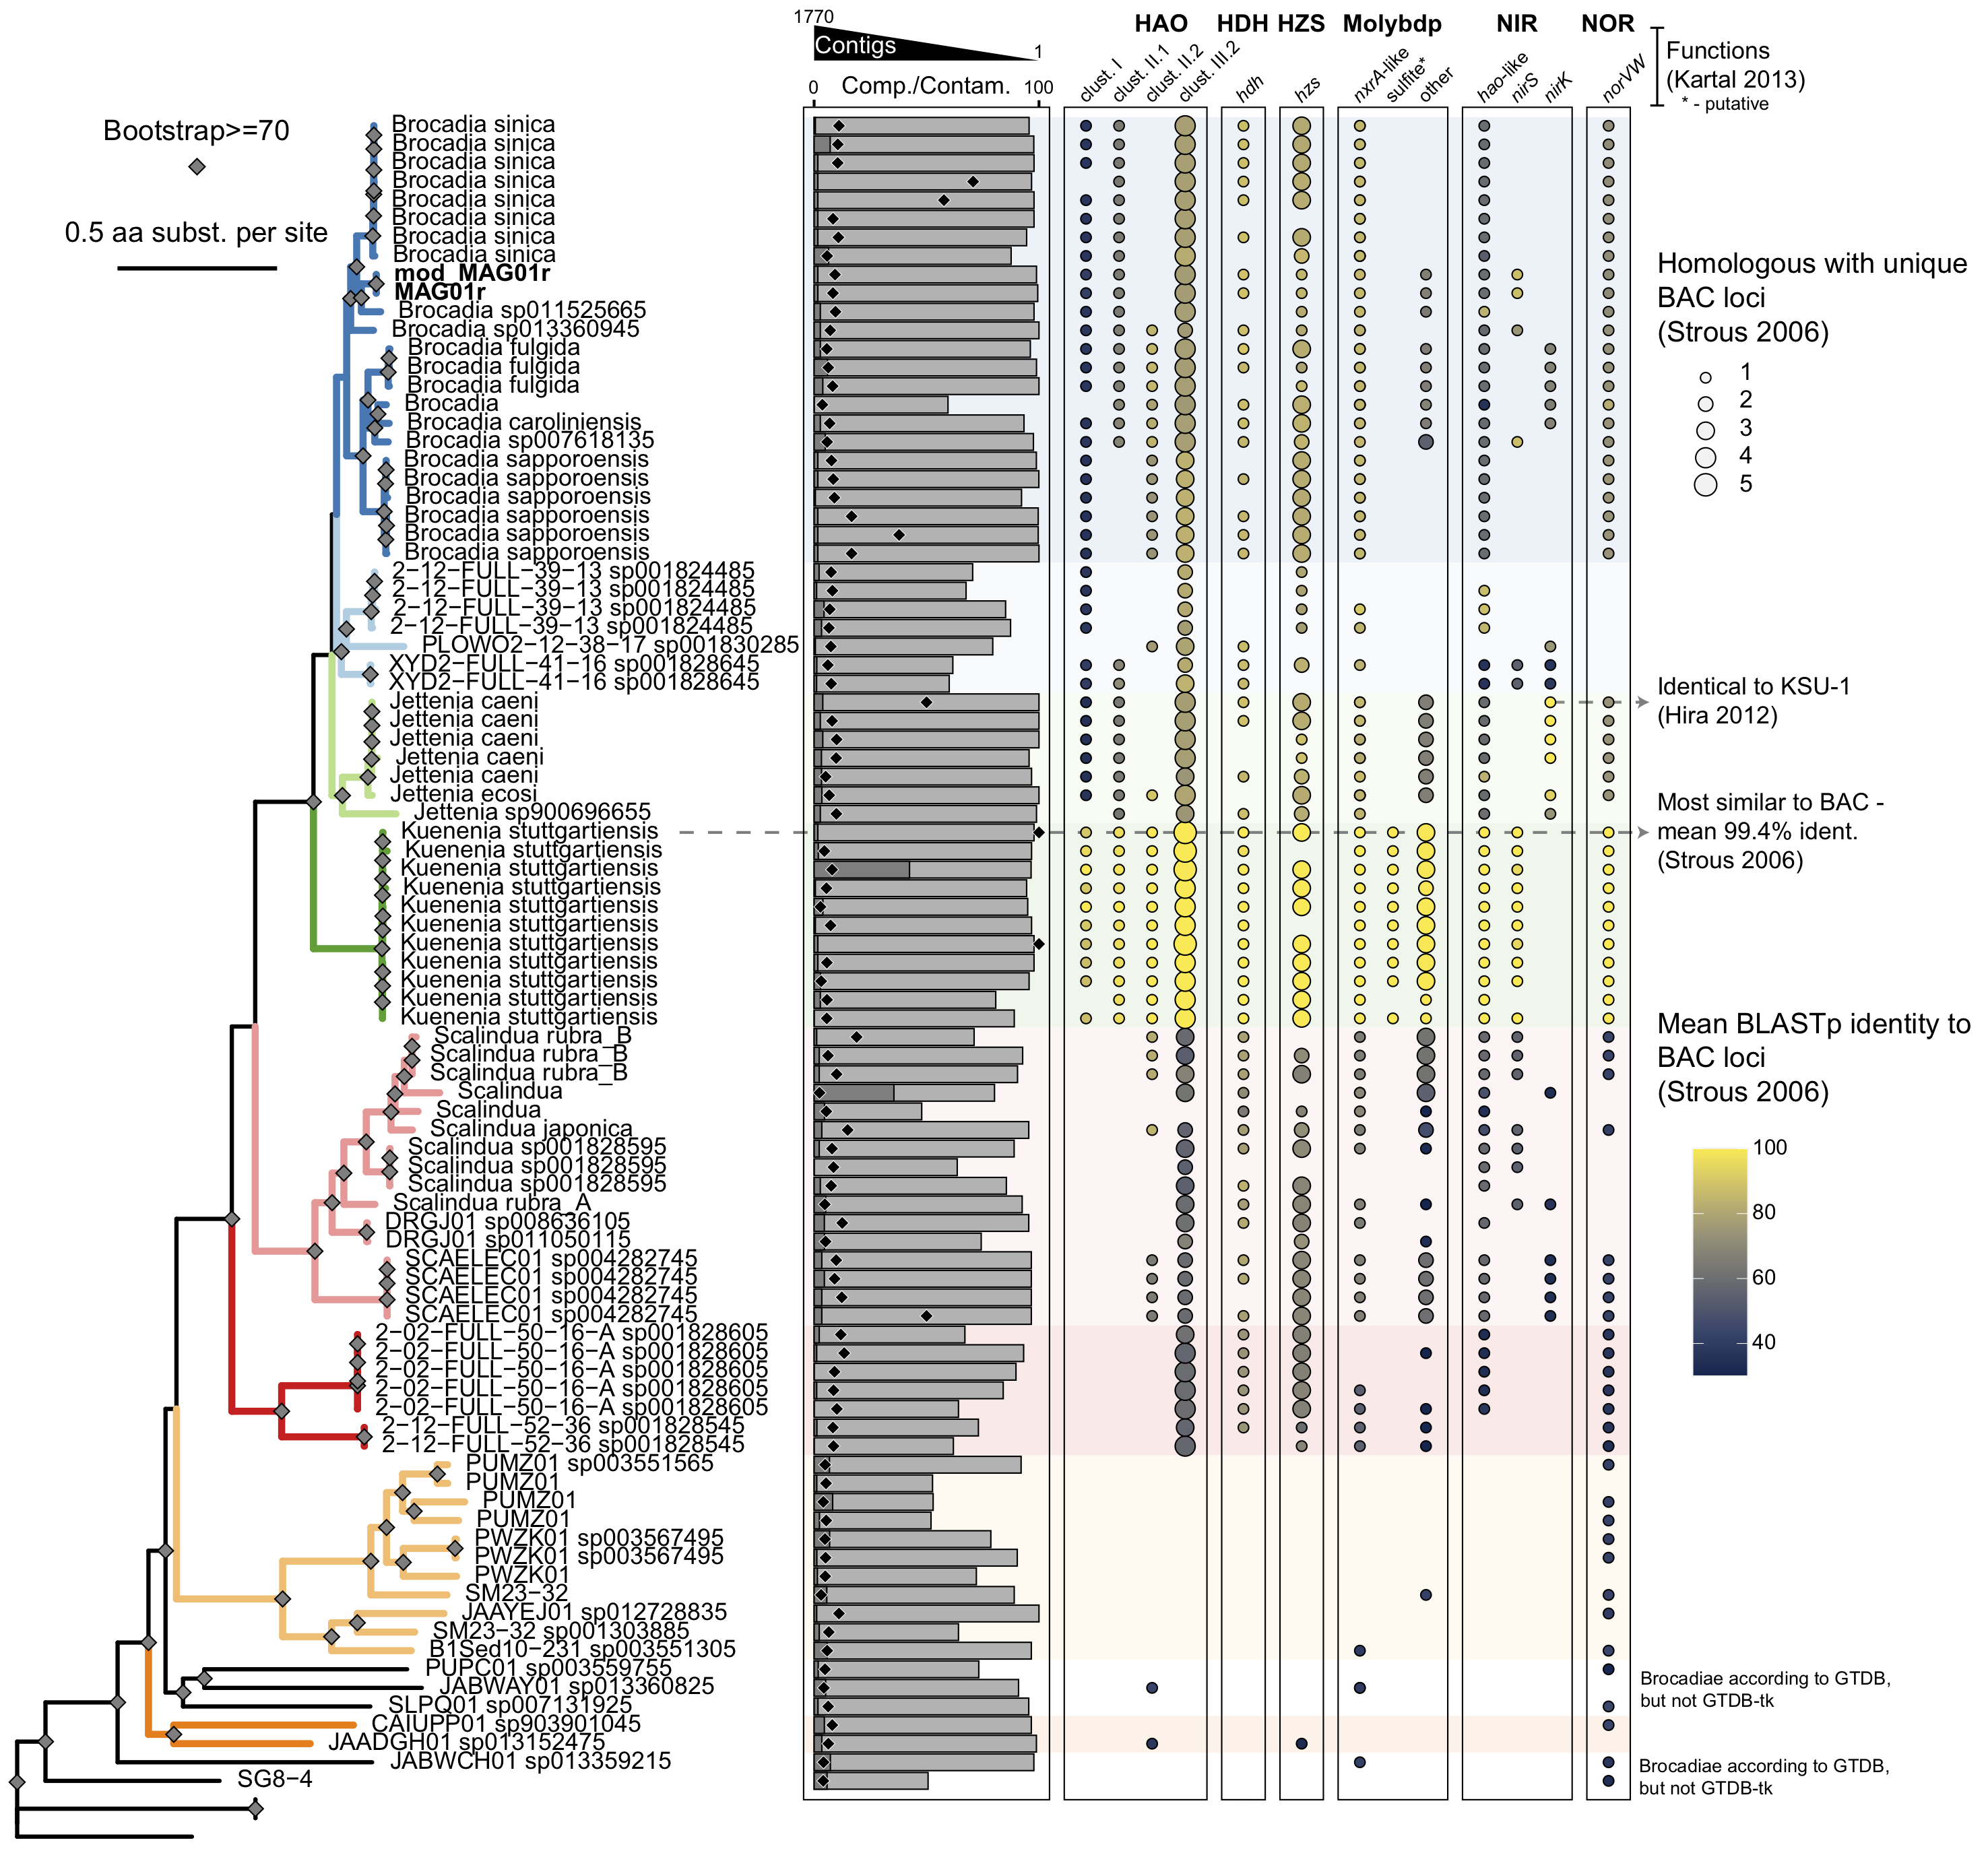 1770
Contigs
1
0
Comp./Contam.
100
HAO
HDH
HZS
Molybdp
NIR
NOR
clust. I
clust. II.1
clust. II.2
clust. III.2
hdh
hzs
nxrA-like
sulfite*
other
hao-like
nirS
nirK
norVW
Functions
(Kartal 2013)
* - putative
Bootstrap>=70
0.5 aa subst. per site
Brocadia sinica
Brocadia sinica
Brocadia sinica
Brocadia sinica
Brocadia sinica
Brocadia sinica
Brocadia sinica
Brocadia sinica
mod_MAG01r
MAG01r
Brocadia sp011525665
Brocadia sp013360945
Brocadia fulgida
Brocadia fulgida
Brocadia fulgida
Brocadia
Brocadia caroliniensis
Brocadia sp007618135
Brocadia sapporoensis
Brocadia sapporoensis
Brocadia sapporoensis
Brocadia sapporoensis
Brocadia sapporoensis
Brocadia sapporoensis
2−12−FULL−39−13 sp001824485
2−12−FULL−39−13 sp001824485
2−12−FULL−39−13 sp001824485
2−12−FULL−39−13 sp001824485
PLOWO2−12−38−17 sp001830285
XYD2−FULL−41−16 sp001828645
XYD2−FULL−41−16 sp001828645
Jettenia caeni
Jettenia caeni
Jettenia caeni
Jettenia caeni
Jettenia caeni
Jettenia ecosi
Jettenia sp900696655
Kuenenia stuttgartiensis
Kuenenia stuttgartiensis
Kuenenia stuttgartiensis
Kuenenia stuttgartiensis
Kuenenia stuttgartiensis
Kuenenia stuttgartiensis
Kuenenia stuttgartiensis
Kuenenia stuttgartiensis
Kuenenia stuttgartiensis
Kuenenia stuttgartiensis
Kuenenia stuttgartiensis
Scalindua rubra_B
Scalindua rubra_B
Scalindua rubra_B
Scalindua
Scalindua
Scalindua japonica
Scalindua sp001828595
Scalindua sp001828595
Scalindua sp001828595
Scalindua rubra_A
DRGJ01 sp008636105
DRGJ01 sp011050115
SCAELEC01 sp004282745
SCAELEC01 sp004282745
SCAELEC01 sp004282745
SCAELEC01 sp004282745
2−02−FULL−50−16−A sp001828605
2−02−FULL−50−16−A sp001828605
2−02−FULL−50−16−A sp001828605
2−02−FULL−50−16−A sp001828605
2−02−FULL−50−16−A sp001828605
2−12−FULL−52−36 sp001828545
2−12−FULL−52−36 sp001828545
PUMZ01 sp003551565
PUMZ01
PUMZ01
PUMZ01
PWZK01 sp003567495
PWZK01 sp003567495
PWZK01
SM23−32
JAAYEJ01 sp012728835
SM23−32 sp001303885
B1Sed10−231 sp003551305
PUPC01 sp003559755
JABWAY01 sp013360825
SLPQ01 sp007131925
CAIUPP01 sp903901045
JAADGH01 sp013152475
JABWCH01 sp013359215
SG8−4
Homologous with unique
BAC loci
(Strous 2006)
1
2
3
4
5
Identical to KSU-1
(Hira 2012)
Most similar to BAC -
mean 99.4% ident.
(Strous 2006)
Mean BLASTp identity to
BAC loci
(Strous 2006)
100
80
60
40
Brocadiae according to GTDB,
but not GTDB-tk
Brocadiae according to GTDB,
but not GTDB-tk